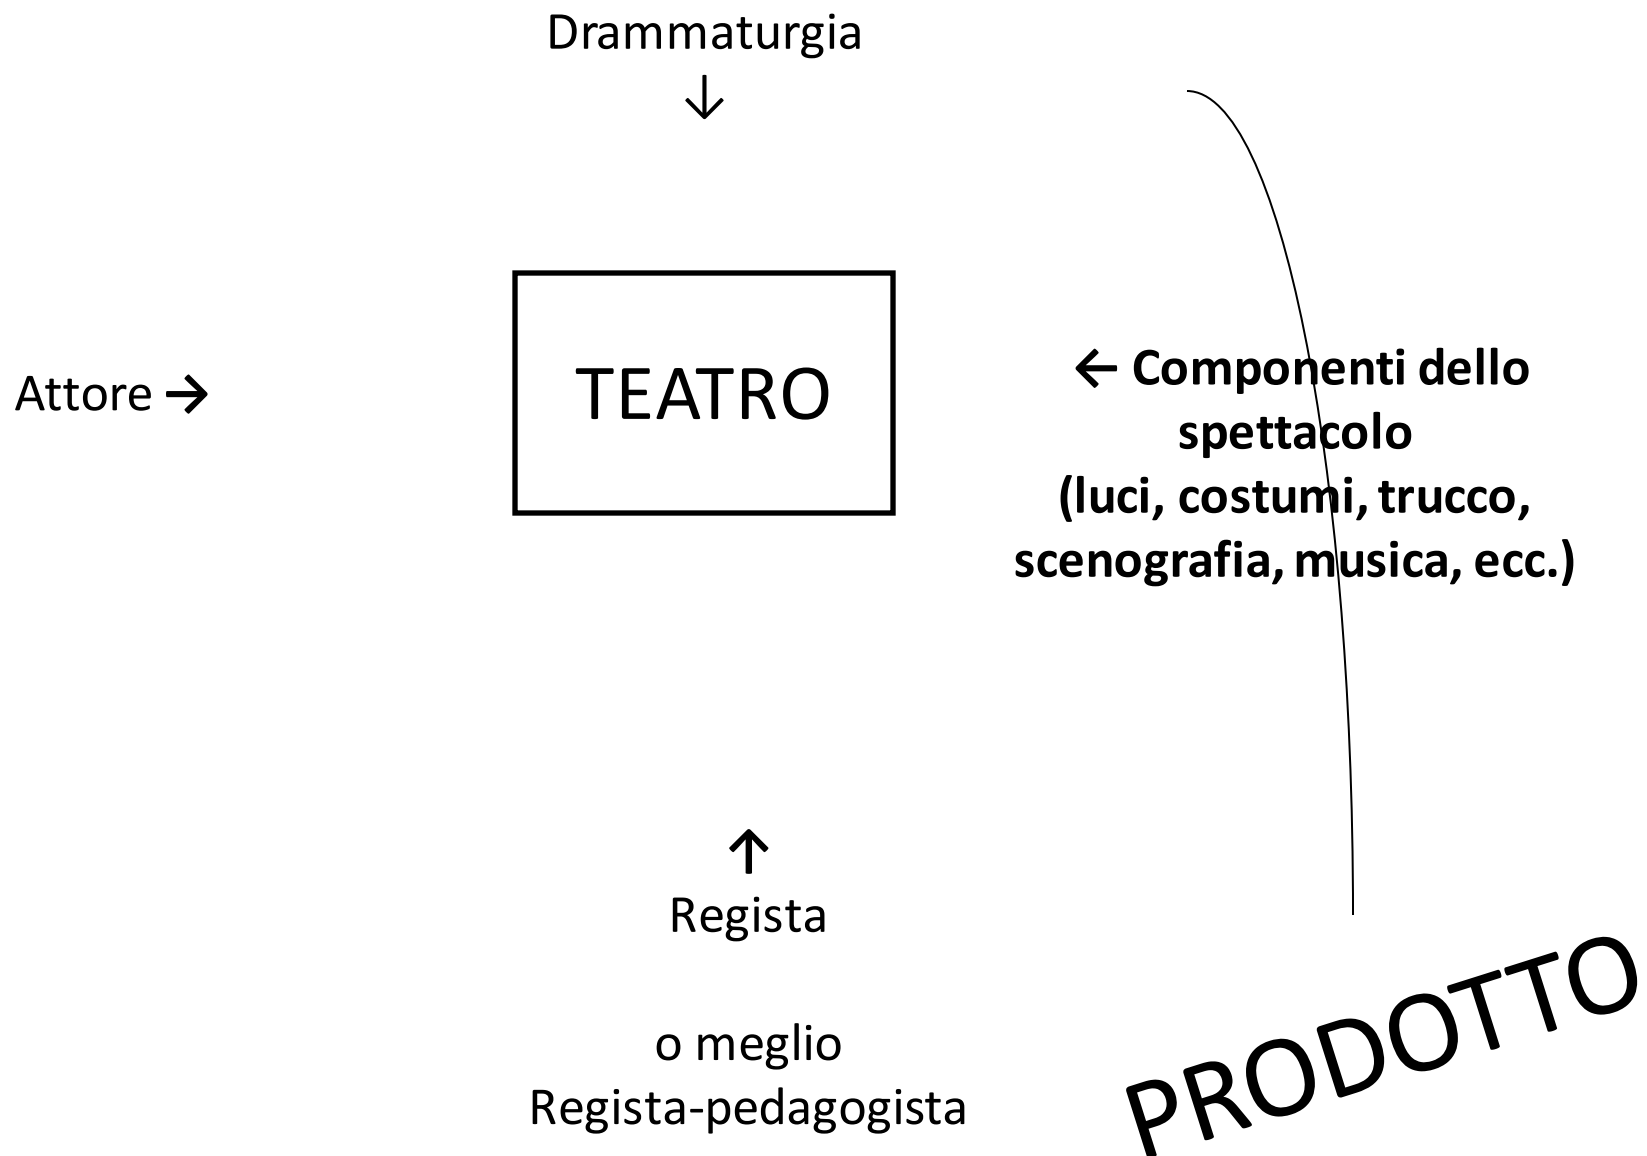 Drammaturgia
↓
TEATRO
Attore →
← Componenti dello
spettacolo
(luci, costumi, trucco,
scenografia, musica, ecc.)
↑
Regista
o meglio
Regista-pedagogista
PRODOTTO